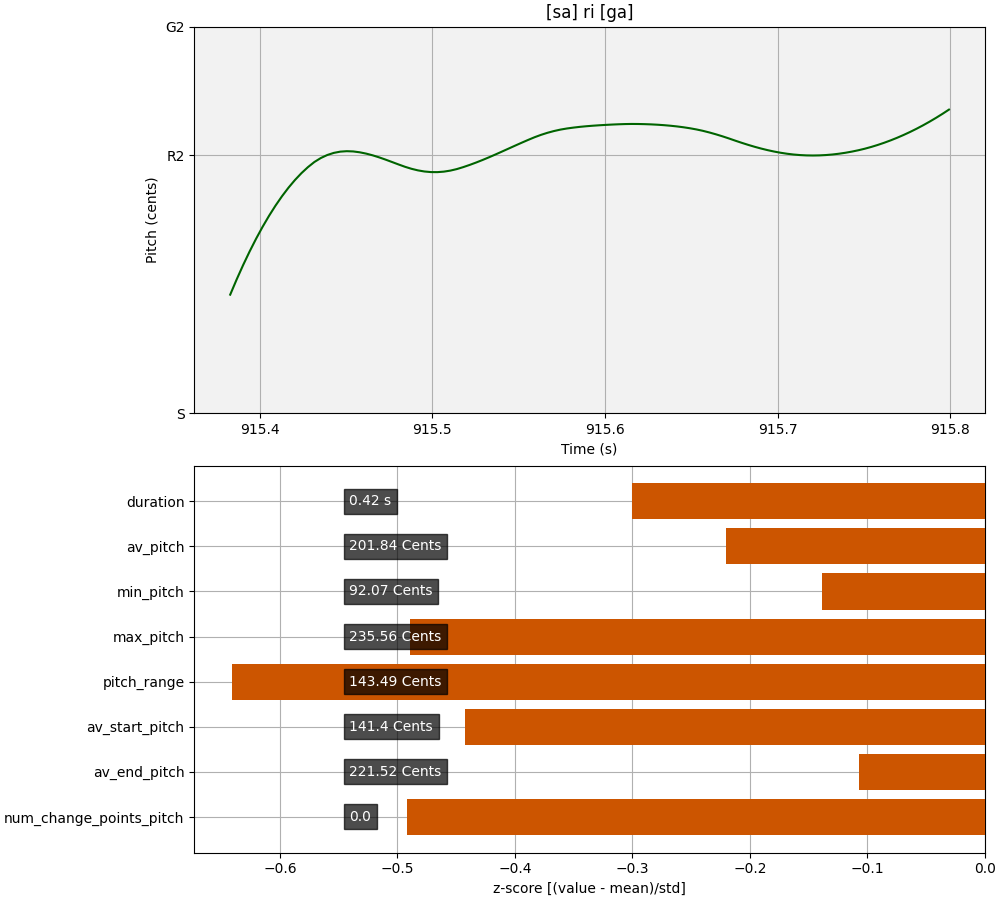 [sa] ri [ga]
G2
R2
S
Pitch (cents)
915.4 915.5 915.6 915.7 915.8
Time (s)
duration 0.42 s
av_pitch 201.84 Cents
min_pitch 92.07 Cents
max_pitch 235.56 Cents
pitch_range 143.49 Cents
av_start_pitch 141.4 Cents
av_end_pitch 221.52 Cents
num_change_points_pitch 0.0
−0.6 −0.5 −0.4 −0.3 −0.2 −0.1 0.0
z-score [(value - mean)/std]